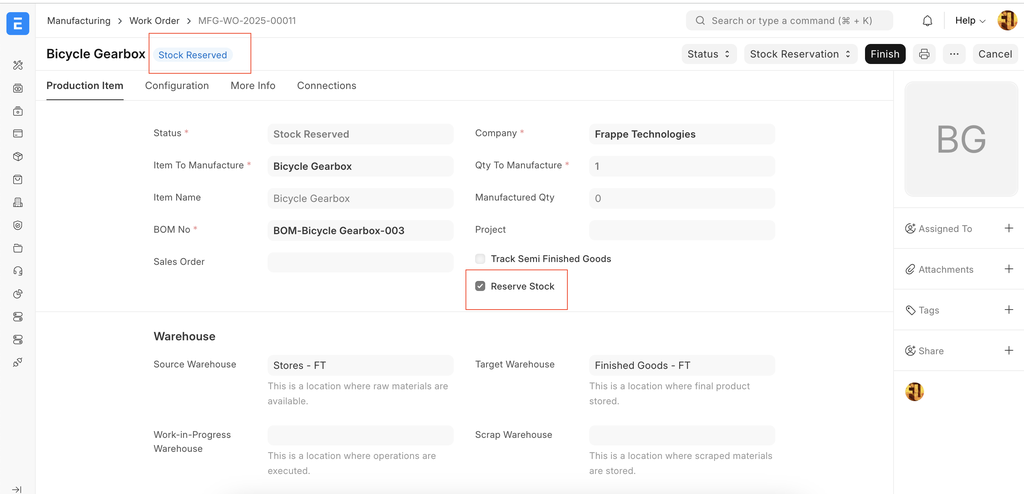 E
Manufacturing > Work Order > MFG-WO-2025-00011
Search or type a command (⌘ + K)
Help
Bicycle Gearbox
Stock Reserved
Status
Stock Reservation
Finish
Cancel
Production Item
Configuration
More Info
Connections
Status *
Stock Reserved
Company *
Frappe Technologies
Item To Manufacture *
Bicycle Gearbox
Qty To Manufacture *
1
Item Name
Bicycle Gearbox
Manufactured Qty
0
BOM No *
BOM-Bicycle Gearbox-003
Project
Sales Order
Track Semi Finished Goods
Reserve Stock
Warehouse
Source Warehouse
Stores - FT
This is a location where raw materials are
available.
Target Warehouse
Finished Goods - FT
This is a location where final product
stored.
Work-in-Progress
Warehouse
This is a location where operations are
executed.
Scrap Warehouse
This is a location where scraped materials
are stored.
BG
Assigned To
Attachments
Tags
Share